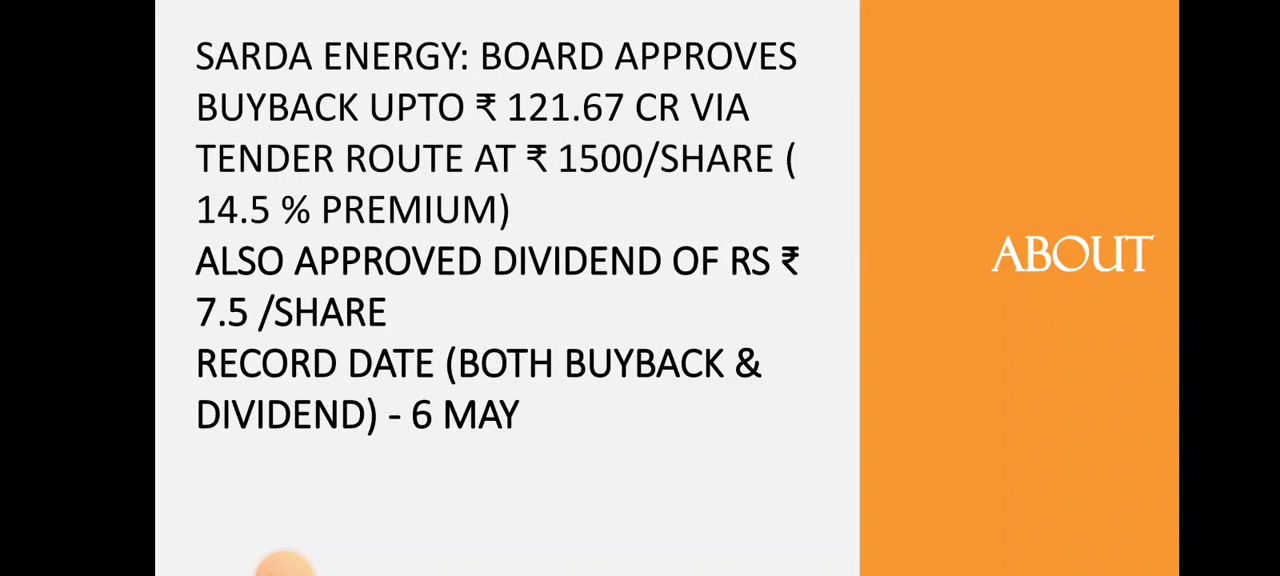 SARDA ENERGY: BOARD APPROVES
BUYBACK UPTO ₹ 121.67 CR VIA
TENDER ROUTE AT ₹ 1500/SHARE (
14.5 % PREMIUM)
ALSO APPROVED DIVIDEND OF RS ₹
7.5 /SHARE
RECORD DATE (BOTH BUYBACK &
DIVIDEND) - 6 MAY
ABOUT